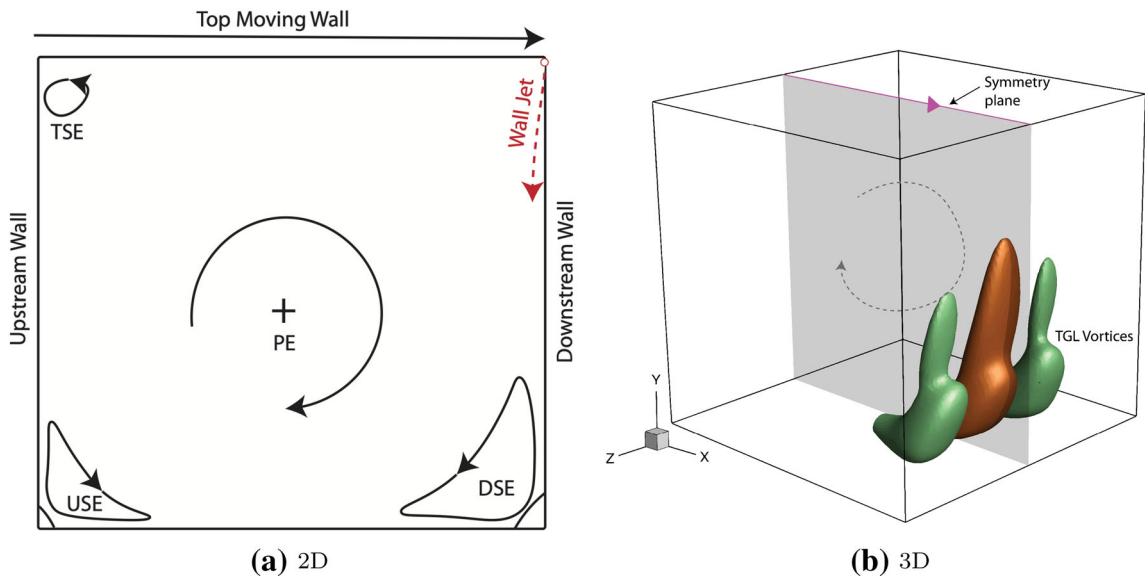 Top Moving Wall
TSE
Wall Jet
Upstream Wall
Downstream Wall
PE
USE
DSE
(a) 2D
Symmetry
plane
TGL Vortices
Y
Z
X
(b) 3D